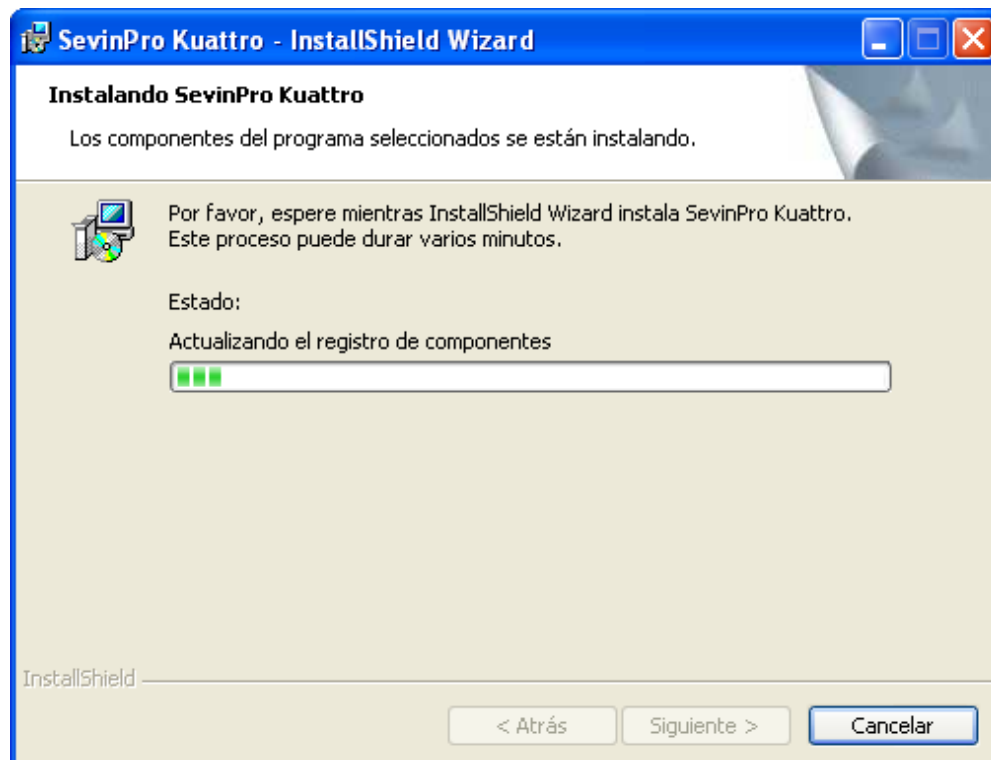 SevinPro Kuattro - InstallShield Wizard
Instalando SevinPro Kuattro
Los componentes del programa seleccionados se están instalando.
Por favor, espere mientras InstallShield Wizard instala SevinPro Kuattro.
Este proceso puede durar varios minutos.
Estado:
Actualizando el registro de componentes
InstallShield
< Atrás
Siguiente >
Cancelar